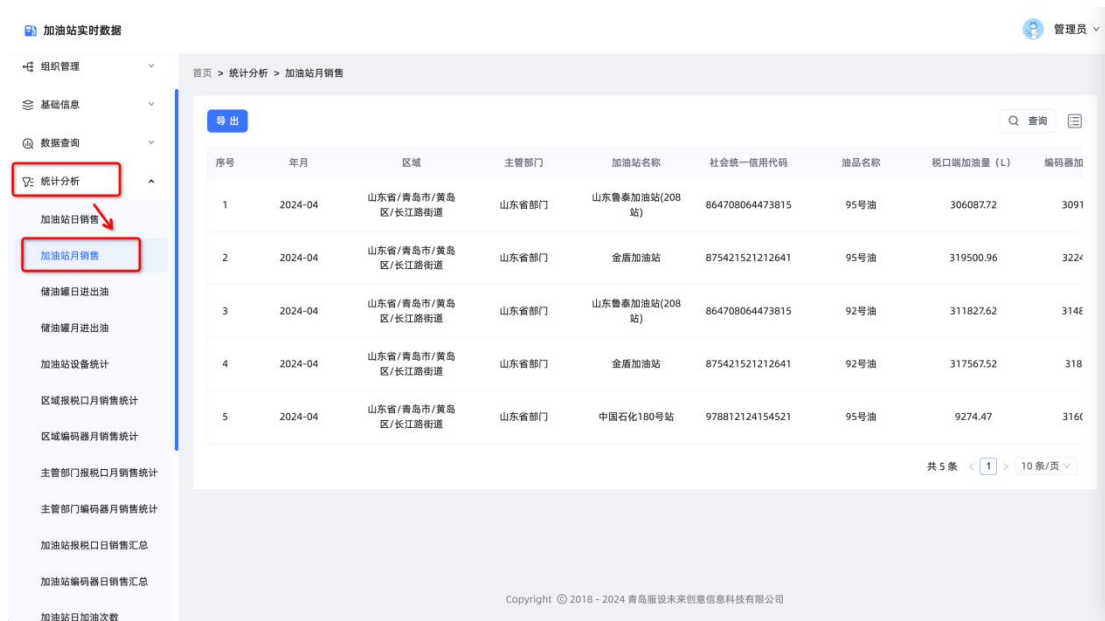 加油站实时数据
管理员
组织管理
首页 > 统计分析 > 加油站月销售
基础信息
导 出
查询
数据查询
序号 年月 区域 主管部门 加油站名称 社会统一信用代码 油品名称 税口端加油量（L） 编码器加
统计分析
1 2024-04 山东省/青岛市/黄岛区/长江路街道 山东省部门 山东鲁泰加油站(208站) 864708064473815 95号油 306087.72 3091
加油站日销售
加油站月销售
2 2024-04 山东省/青岛市/黄岛区/长江路街道 山东省部门 金盾加油站 875421521212641 95号油 319500.96 3224
储油罐日进出油
3 2024-04 山东省/青岛市/黄岛区/长江路街道 山东省部门 山东鲁泰加油站(208站) 864708064473815 92号油 311827.62 3148
储油罐月进出油
加油站设备统计
4 2024-04 山东省/青岛市/黄岛区/长江路街道 山东省部门 金盾加油站 875421521212641 92号油 317567.52 318
区域报税口月销售统计
5 2024-04 山东省/青岛市/黄岛区/长江路街道 山东省部门 中国石化180号站 978812124154521 95号油 9274.47 3160
区域编码器月销售统计
共 5 条 < 1 > 10 条/页
主管部门报税口月销售统计
主管部门编码器月销售统计
加油站报税口日销售汇总
加油站编码器日销售汇总
Copyright © 2018 - 2024 青岛服设未来创意信息科技有限公司
加油站日加油次数